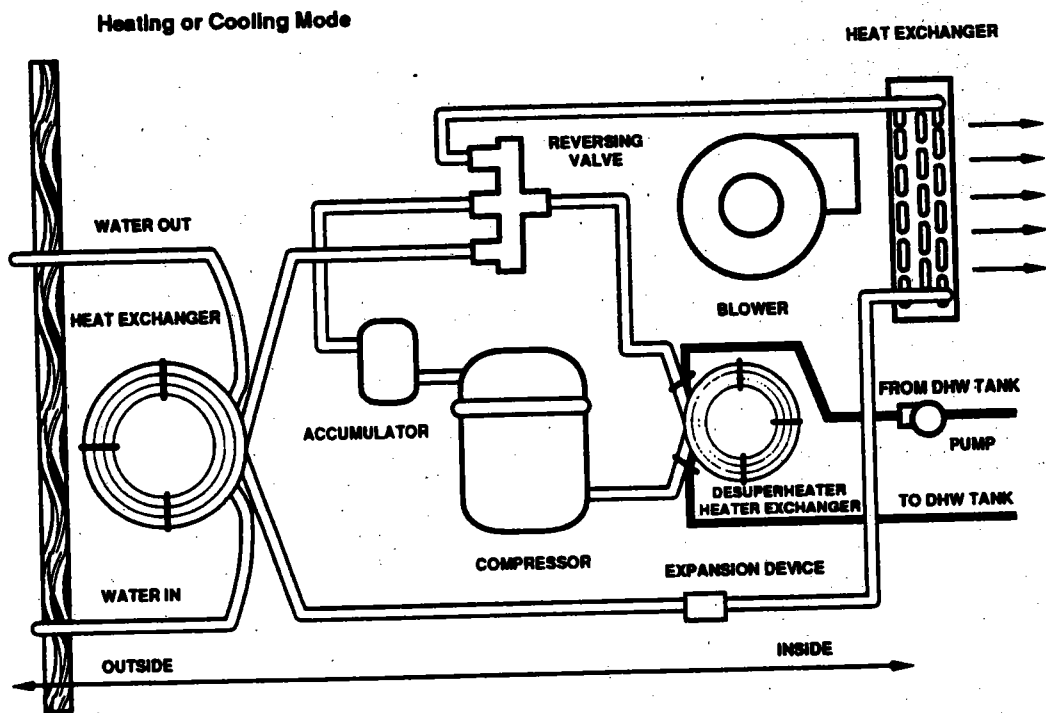 Heating or Cooling Mode
HEAT EXCHANGER
REVERSING
VALVE
WATER OUT
HEAT EXCHANGER
BLOWER
FROM DHW TANK
ACCUMULATOR
PUMP
DESUPERHEATER
HEATER EXCHANGER
TO DHW TANK
COMPRESSOR
EXPANSION DEVICE
WATER IN
INSIDE
OUTSIDE